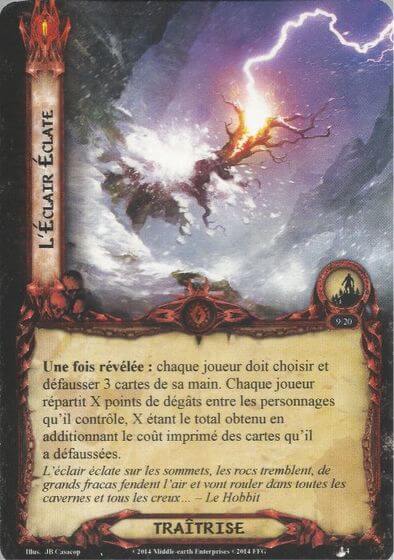 L'Éclair Éclate
9-20
Une fois révélée : chaque joueur doit choisir et
défausser 3 cartes de sa main. Chaque joueur
répartit X points de dégâts entre les personnages
qu'il contrôle, X étant le total obtenu en
additionnant le coût imprimé des cartes qu'il
a défaussées.
L'éclair éclate sur les sommets, les rocs tremblent, de
grands fracas fendent l'air et vont rouler dans toutes les
cavernes et tous les creux... – Le Hobbit
TRAÎTRISE
Illus. JB Casacop
©2014 Middle-earth Enterprises ©2014 FFG